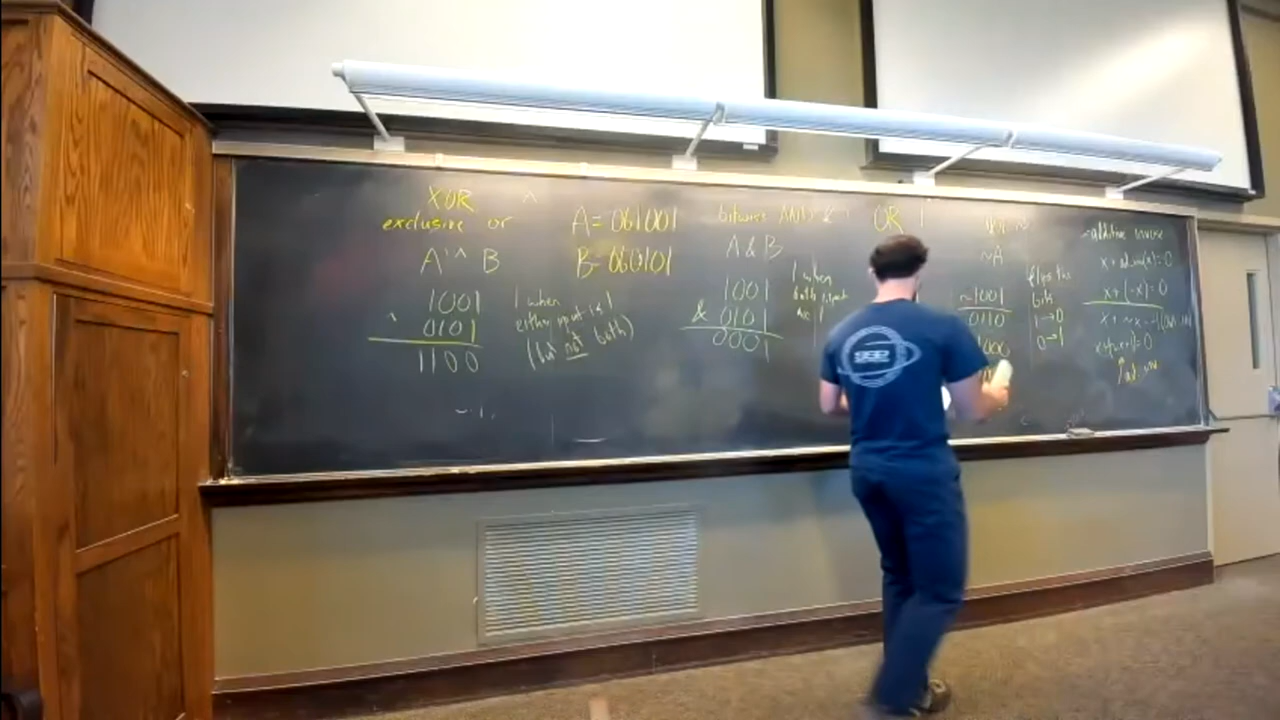 XOR ^
exclusive or
A ^ B
1001
^ 0101
1100
1 when
either input is 1
(but not both)
A = 0b1001
B = 0b0101
bitwise AND &
A & B
1001
& 0101
0001
1 when
both input
are 1
OR |
~A
~1001
0110
flips the
bits
1→0
0→1
additive inverse
x + ad_inv(x) = 0
x + (-x) = 0